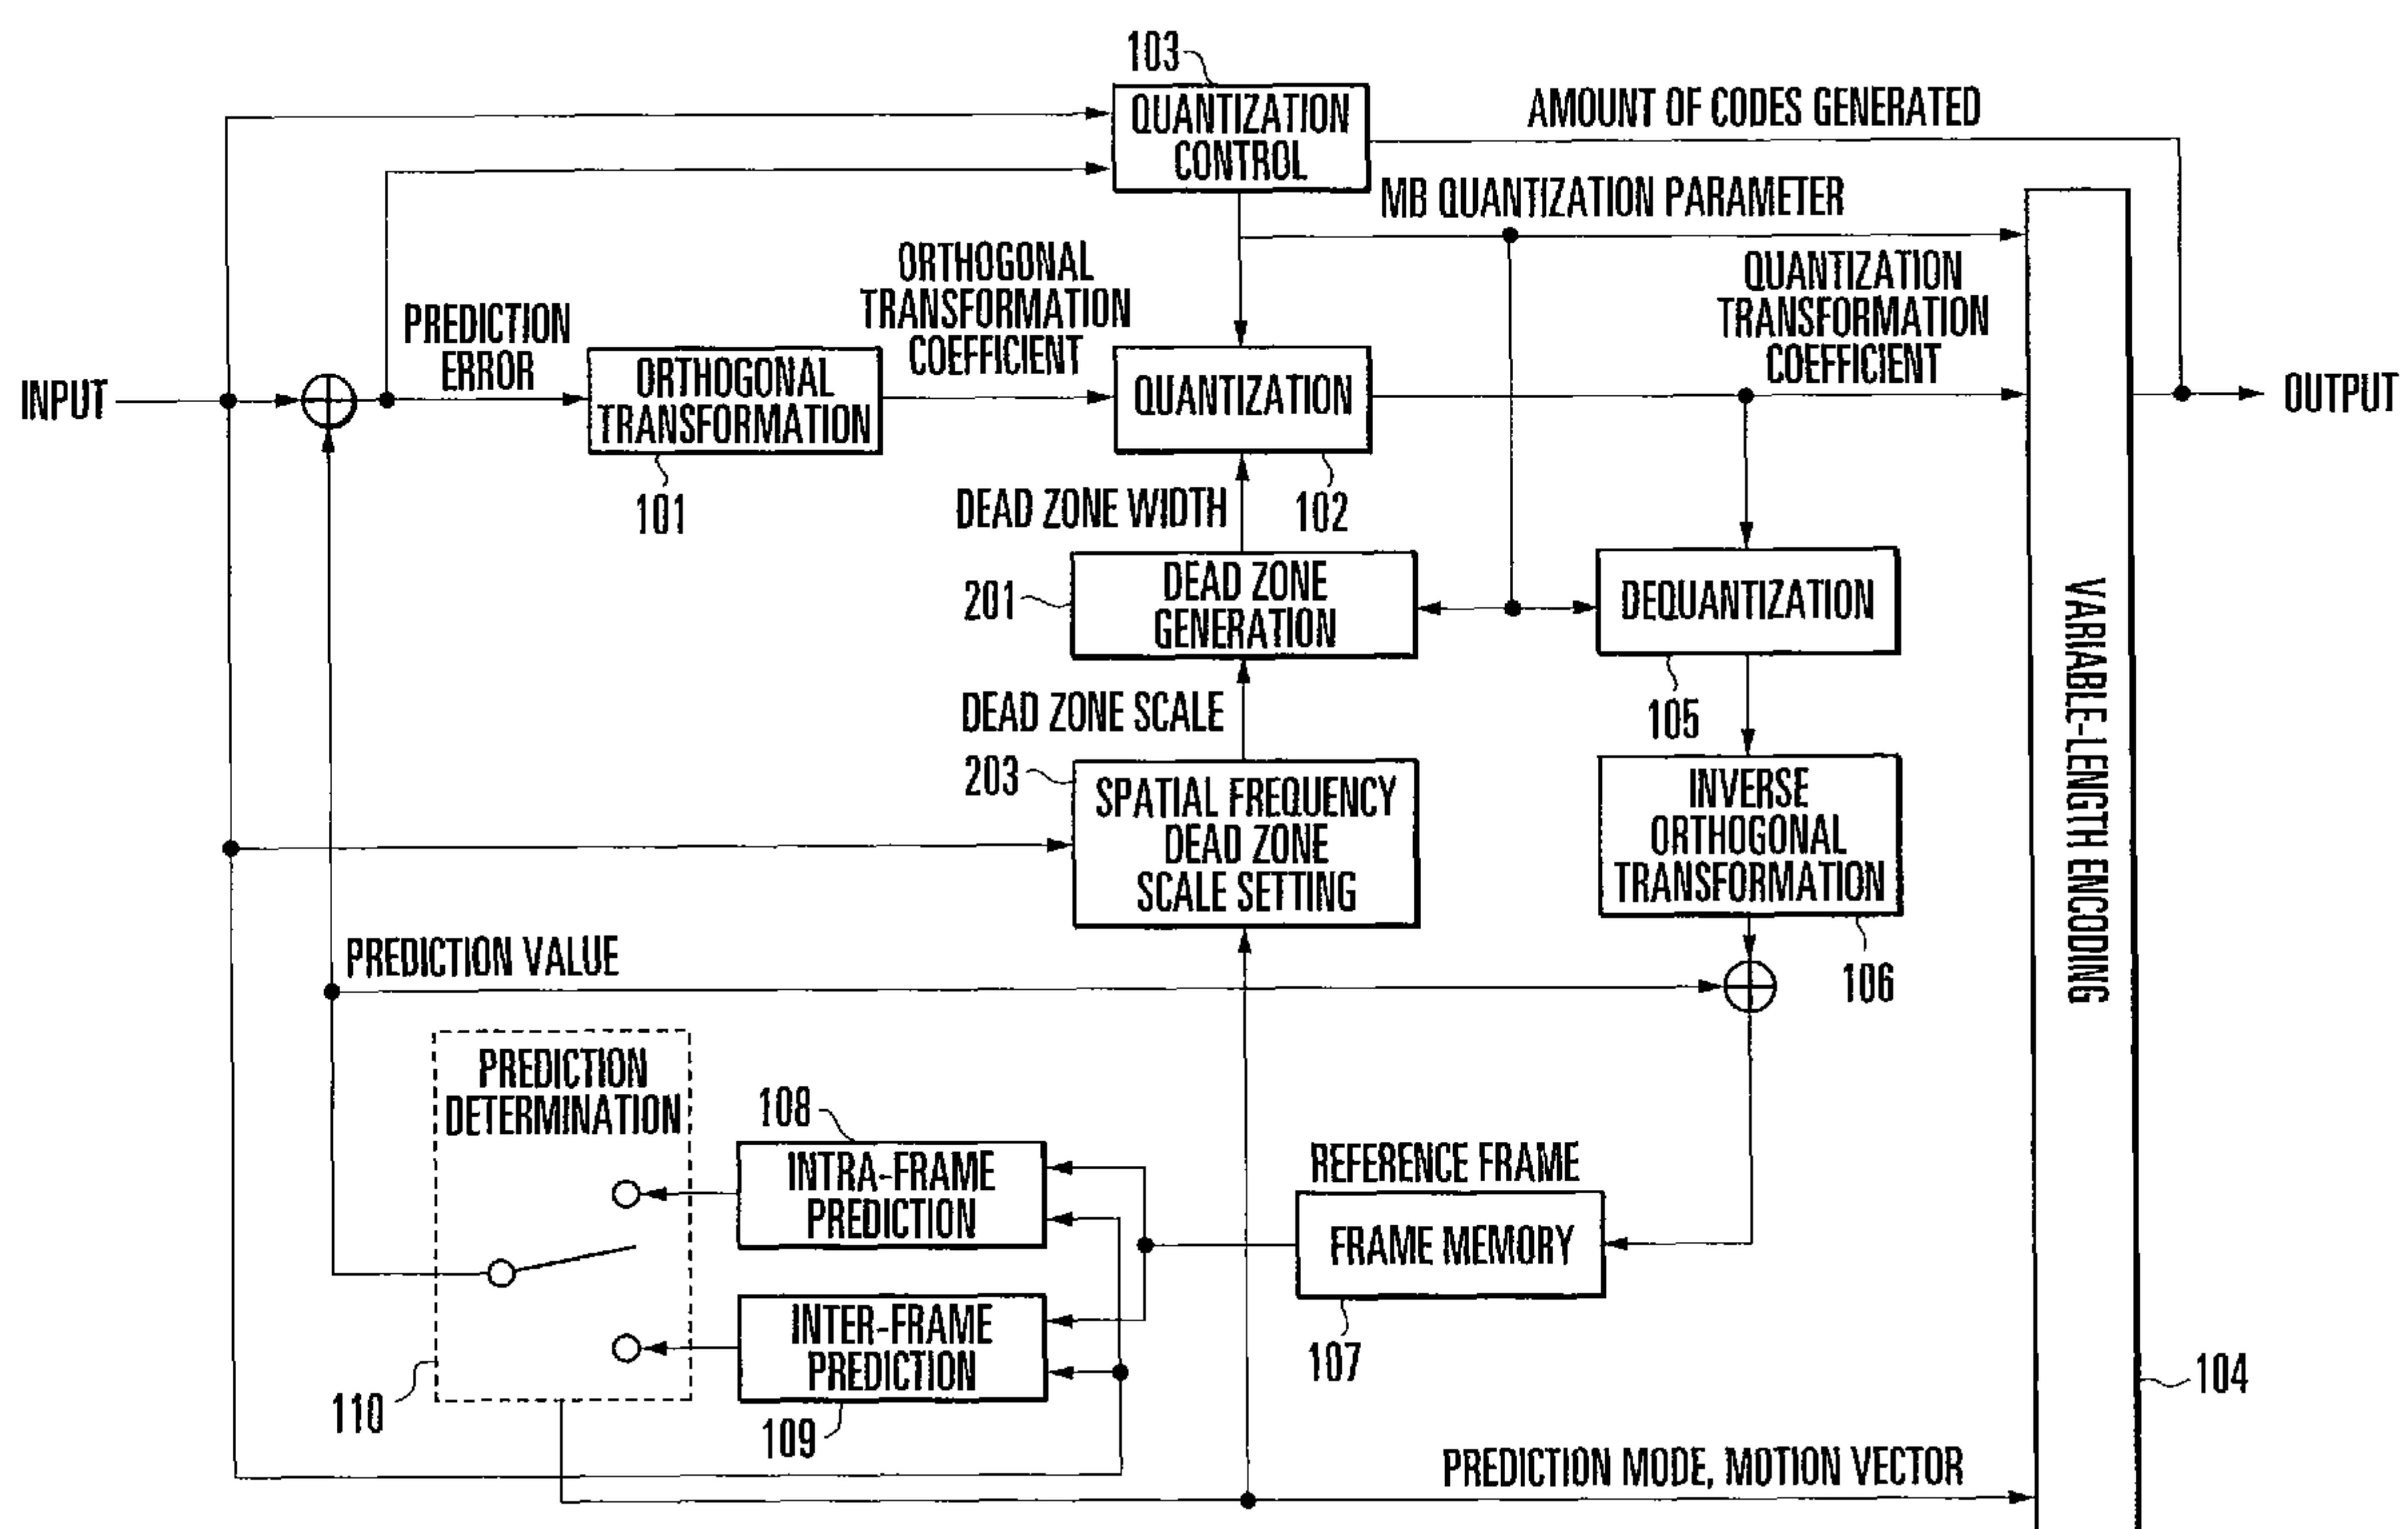 103
QUANTIZATION
CONTROL
AMOUNT OF CODES GENERATED
MB QUANTIZATION PARAMETER
ORTHOGONAL
TRANSFORMATION
COEFFICIENT
QUANTIZATION
TRANSFORMATION
COEFFICIENT
PREDICTION
ERROR
INPUT
ORTHOGONAL
TRANSFORMATION
101
QUANTIZATION
102
OUTPUT
DEAD ZONE WIDTH
201
DEAD ZONE
GENERATION
DEQUANTIZATION
105
DEAD ZONE SCALE
203
SPATIAL FREQUENCY
DEAD ZONE
SCALE SETTING
INVERSE
ORTHOGONAL
TRANSFORMATION
106
VARIABLE-LENGTH ENCODING
PREDICTION VALUE
PREDICTION
DETERMINATION
108
INTRA-FRAME
PREDICTION
REFERENCE FRAME
FRAME MEMORY
107
INTER-FRAME
PREDICTION
109
110
104
PREDICTION MODE, MOTION VECTOR